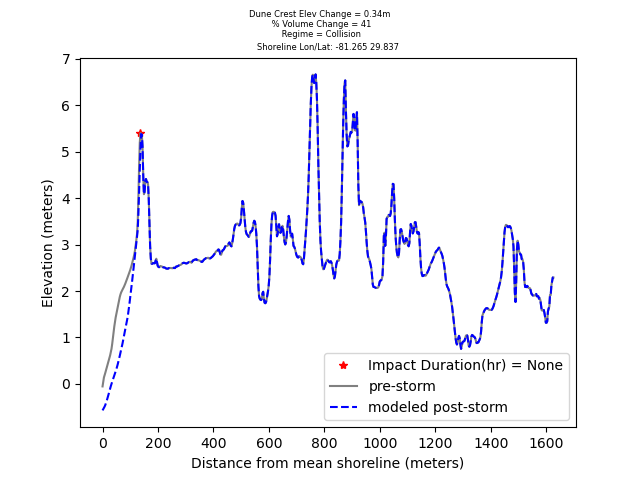 Dune Crest Elev Change = 0.34m
% Volume Change = 41
Regime = Collision
Shoreline Lon/Lat: -81.265 29.837
7
6
5
4
3
2
1
0
Elevation (meters)
Impact Duration(hr) = None
pre-storm
modeled post-storm
0 200 400 600 800 1000 1200 1400 1600
Distance from mean shoreline (meters)